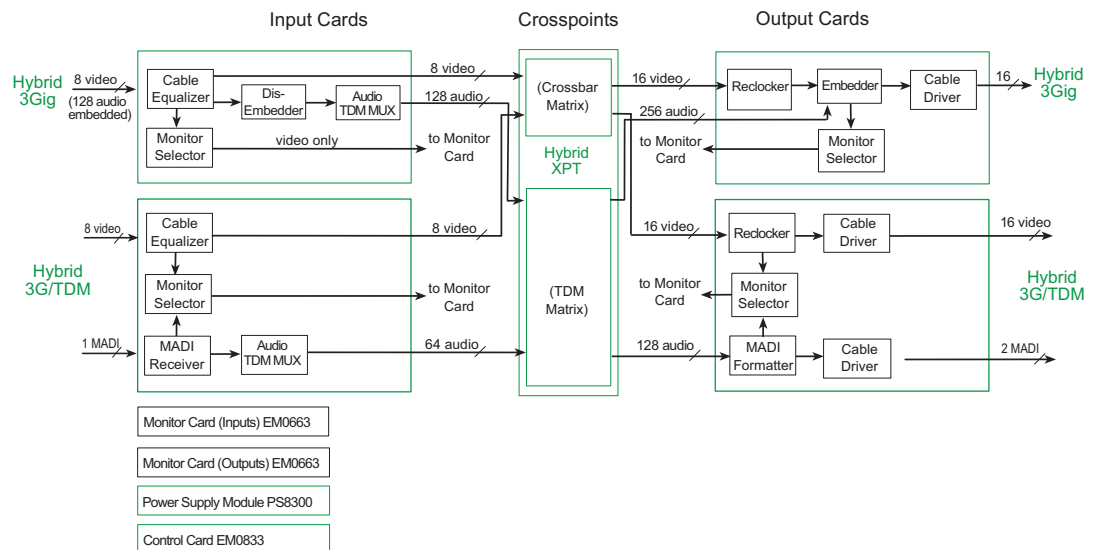 Input Cards
Crosspoints
Output Cards
Hybrid
3Gig
8 video
(128 audio
embedded)
Cable
Equalizer
Dis-
Embedder
Audio
TDM MUX
Monitor
Selector
8 video
128 audio
video only
to Monitor
Card
(Crossbar
Matrix)
Hybrid
XPT
16 video
256 audio
to Monitor
Card
Reclocker
Embedder
Cable
Driver
Monitor
Selector
16
Hybrid
3Gig
8 video
Hybrid
3G/TDM
1 MADI
Cable
Equalizer
Monitor
Selector
MADI
Receiver
Audio
TDM MUX
8 video
to Monitor
Card
64 audio
(TDM
Matrix)
16 video
to Monitor
Card
128 audio
Reclocker
Cable
Driver
Monitor
Selector
MADI
Formatter
Cable
Driver
16 video
Hybrid
3G/TDM
2 MADI
Monitor Card (Inputs) EM0663
Monitor Card (Outputs) EM0663
Power Supply Module PS8300
Control Card EM0833